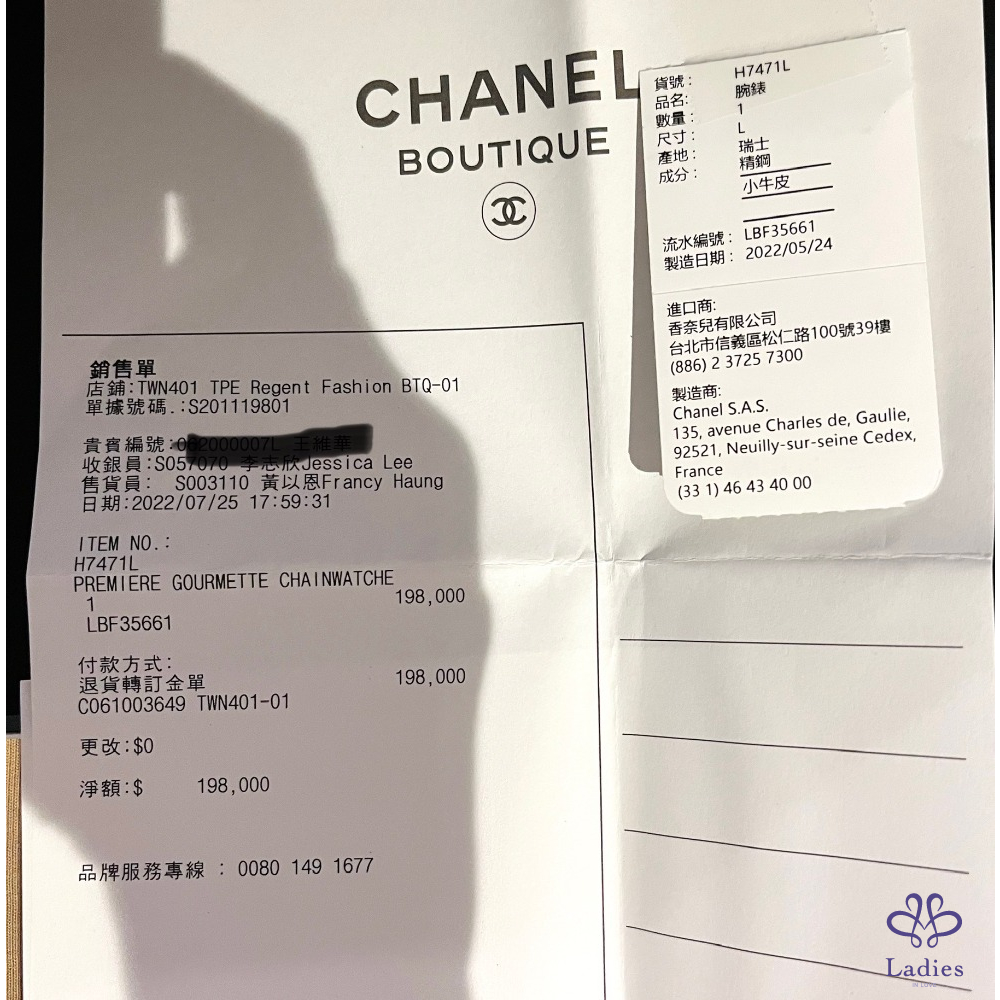 CHANEL
BOUTIQUE
銷售單
店鋪:TWN401 TPE Regent Fashion BTQ-01
單據號碼.:S201119801
貴賓編號:
收銀員:S057070 李志欣Jessica Lee
售貨員: S003110 黃以恩Francy Haung
日期:2022/07/25 17:59:31
ITEM NO.:
H7471L
PREMIERE GOURMETTE CHAINWATCHE
1 198,000
LBF35661
付款方式:
退貨轉訂金單 198,000
C061003649 TWN401-01
更改:$0
淨額:$ 198,000
品牌服務專線 : 0080 149 1677
貨號: H7471L
品名: 腕錶
數量: 1
尺寸: L
產地: 瑞士
成分: 精鋼
小牛皮
流水編號: LBF35661
製造日期: 2022/05/24
進口商:
香奈兒有限公司
台北市信義區松仁路100號39樓
(886) 2 3725 7300
製造商:
Chanel S.A.S.
135, avenue Charles de, Gaulie,
92521, Neuilly-sur-seine Cedex,
France
(33 1) 46 43 40 00
Ladies
IN LOVE